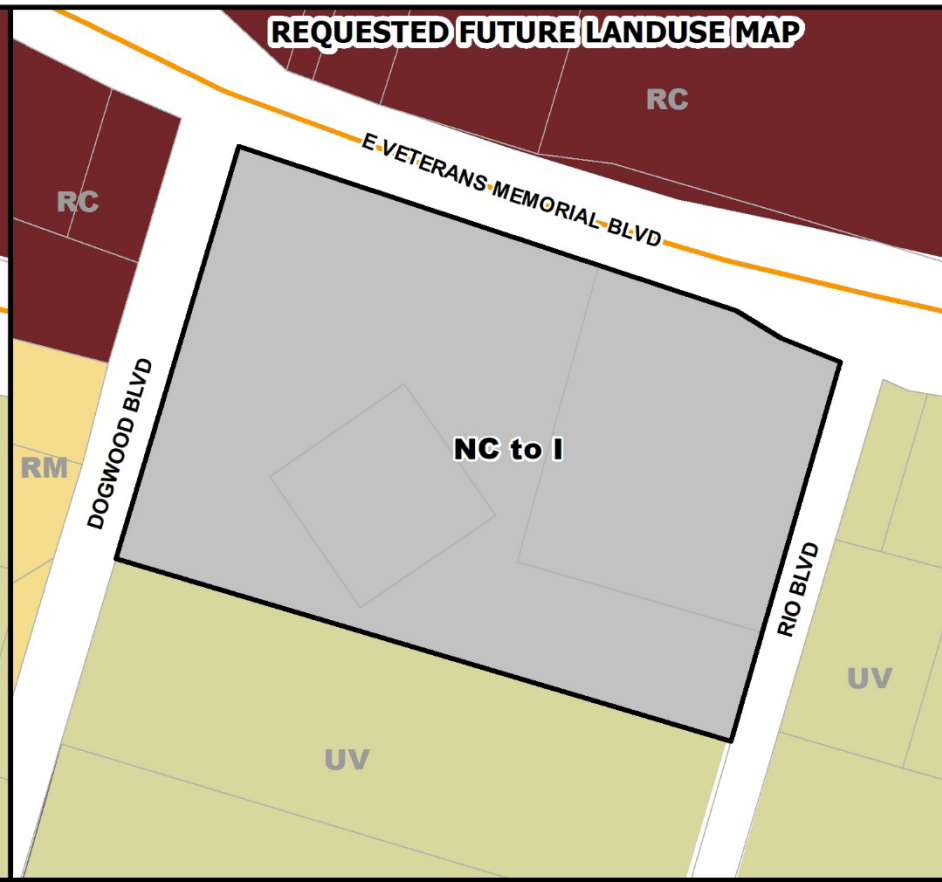 REQUESTED FUTURE LANDUSE MAP
RC
E VETERANS MEMORIAL BLVD
RC
DOGWOOD BLVD
NC to I
RM
RIO BLVD
UV
UV